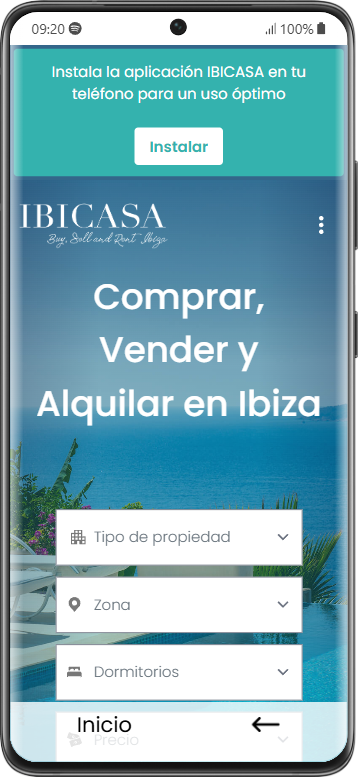 09:20 100%
Instala la aplicación IBICASA en tu
teléfono para un uso óptimo
Instalar
IBICASA
Buy, Sell and Rent Ibiza
Comprar,
Vender y
Alquilar en Ibiza
Tipo de propiedad
Zona
Dormitorios
Precio
Inicio